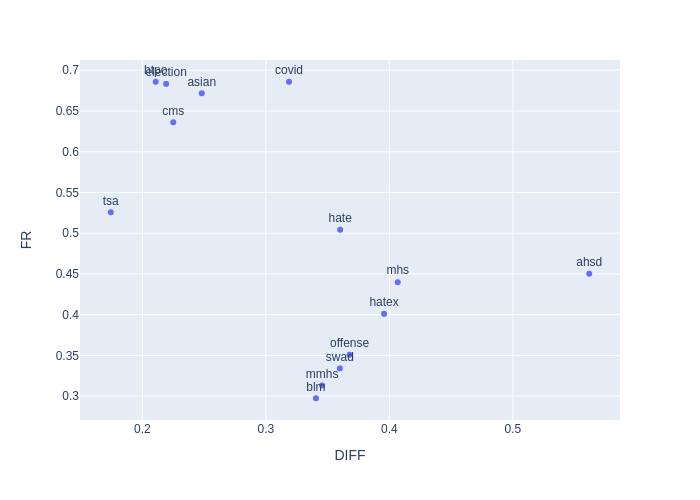 0.7
0.65
0.6
0.55
0.5
0.45
0.4
0.35
0.3
FR
election
covid
asian
cms
tsa
hate
mhs
ahsd
hatex
offense
swad
mmhs
blm
0.2
0.3
0.4
0.5
DIFF